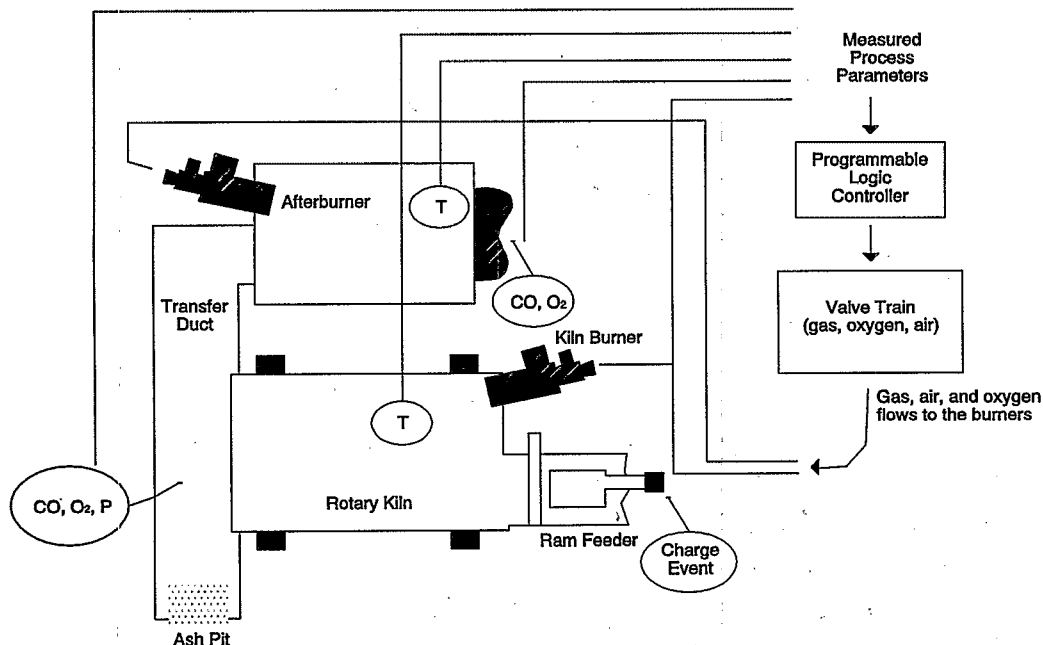 Measured
Process
Parameters
Programmable
Logic
Controller
Afterburner
T
CO, O2
Valve Train
(gas, oxygen, air)
Transfer
Duct
Kiln Burner
Gas, air, and oxygen
flows to the burners
T
CO, O2, P
Rotary Kiln
Ram Feeder
Charge
Event
Ash Pit